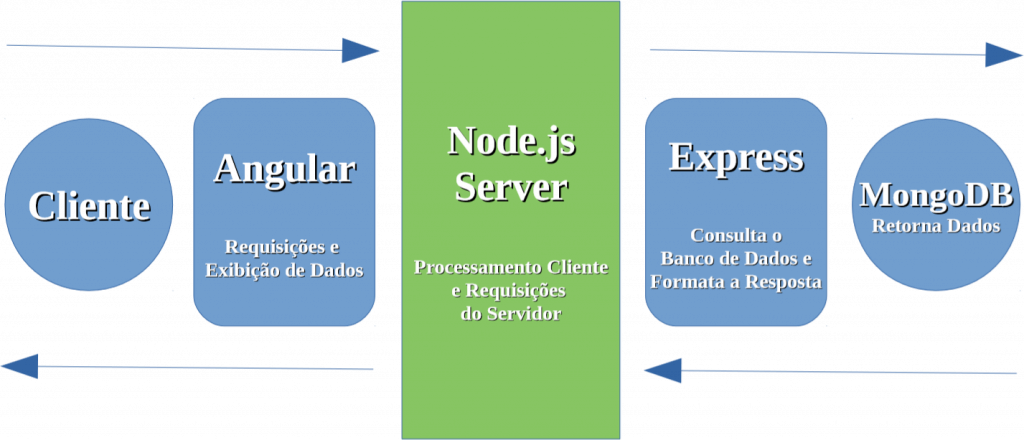 Cliente
Angular
Requisições e
Exibição de Dados
Node.js
Server
Processamento Cliente
e Requisições
do Servidor
Express
Consulta o
Banco de Dados e
Formata a Resposta
MongoDB
Retorna Dados